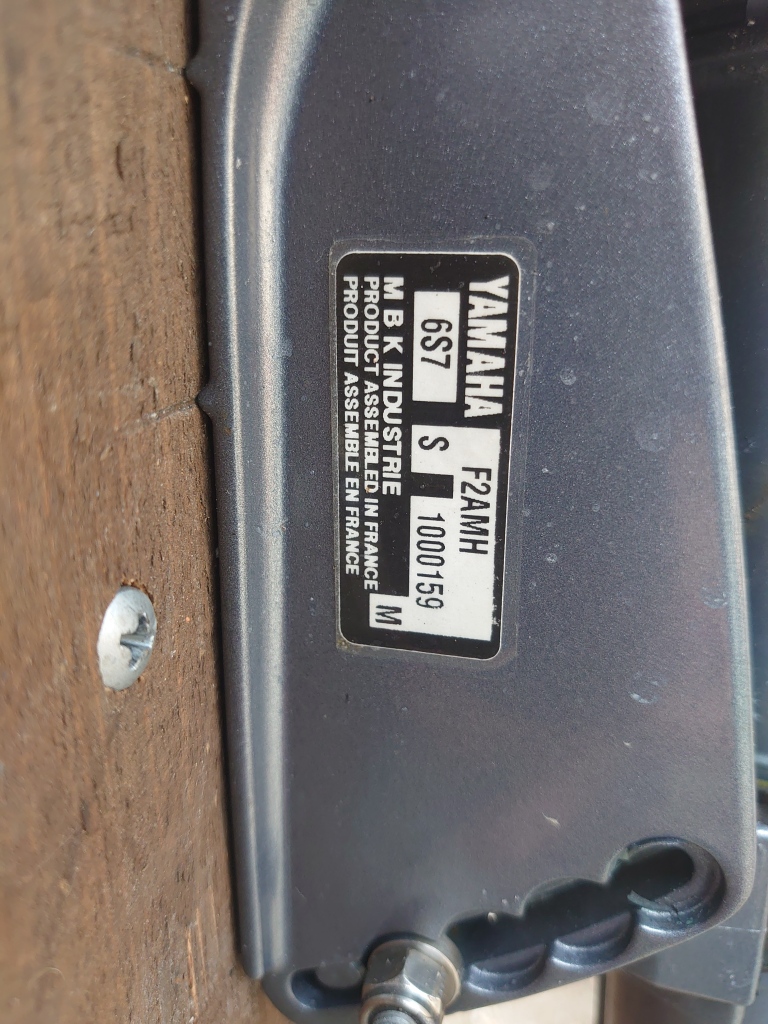 YAMAHA F2AMH
6S7 S 1000159
M B K INDUSTRIE M
PRODUCT ASSEMBLED IN FRANCE
PRODUIT ASSEMBLE EN FRANCE